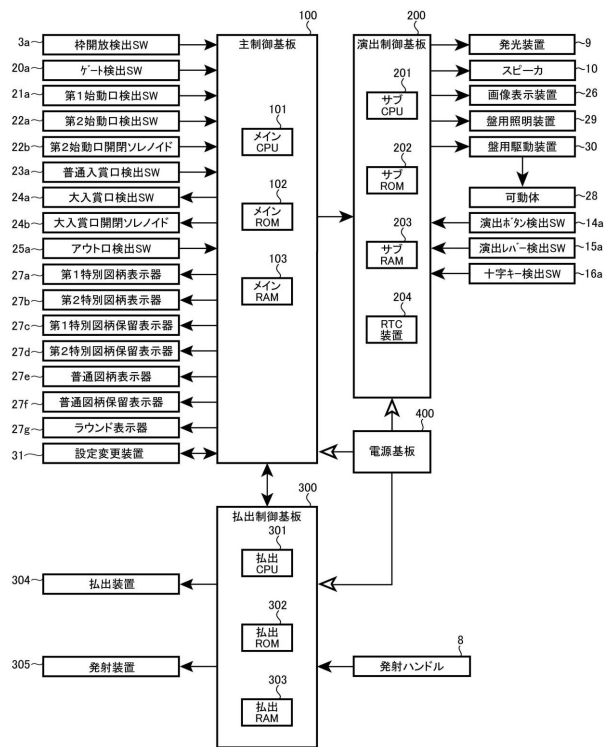 100
主制御基板
101
メイン
CPU
102
メイン
ROM
103
メイン
RAM
3a
枠開放検出SW
20a
ゲート検出SW
21a
第1始動口検出SW
22a
第2始動口検出SW
22b
第2始動口開閉ソレノイド
23a
普通入賞口検出SW
24a
大入賞口検出SW
24b
大入賞口開閉ソレノイド
25a
アウト口検出SW
27a
第1特別図柄表示器
27b
第2特別図柄表示器
27c
第1特別図柄保留表示器
27d
第2特別図柄保留表示器
27e
普通図柄表示器
27f
普通図柄保留表示器
27g
ラウンド表示器
31
設定変更装置
200
演出制御基板
201
サブ
CPU
202
サブ
ROM
203
サブ
RAM
204
RTC
装置
発光装置
9
スピーカ
10
画像表示装置
26
盤用照明装置
29
盤用駆動装置
30
可動体
28
演出ボタン検出SW
14a
演出レバー検出SW
15a
十字キー検出SW
16a
400
電源基板
300
払出制御基板
301
払出
CPU
302
払出
ROM
303
払出
RAM
304
払出装置
305
発射装置
8
発射ハンドル